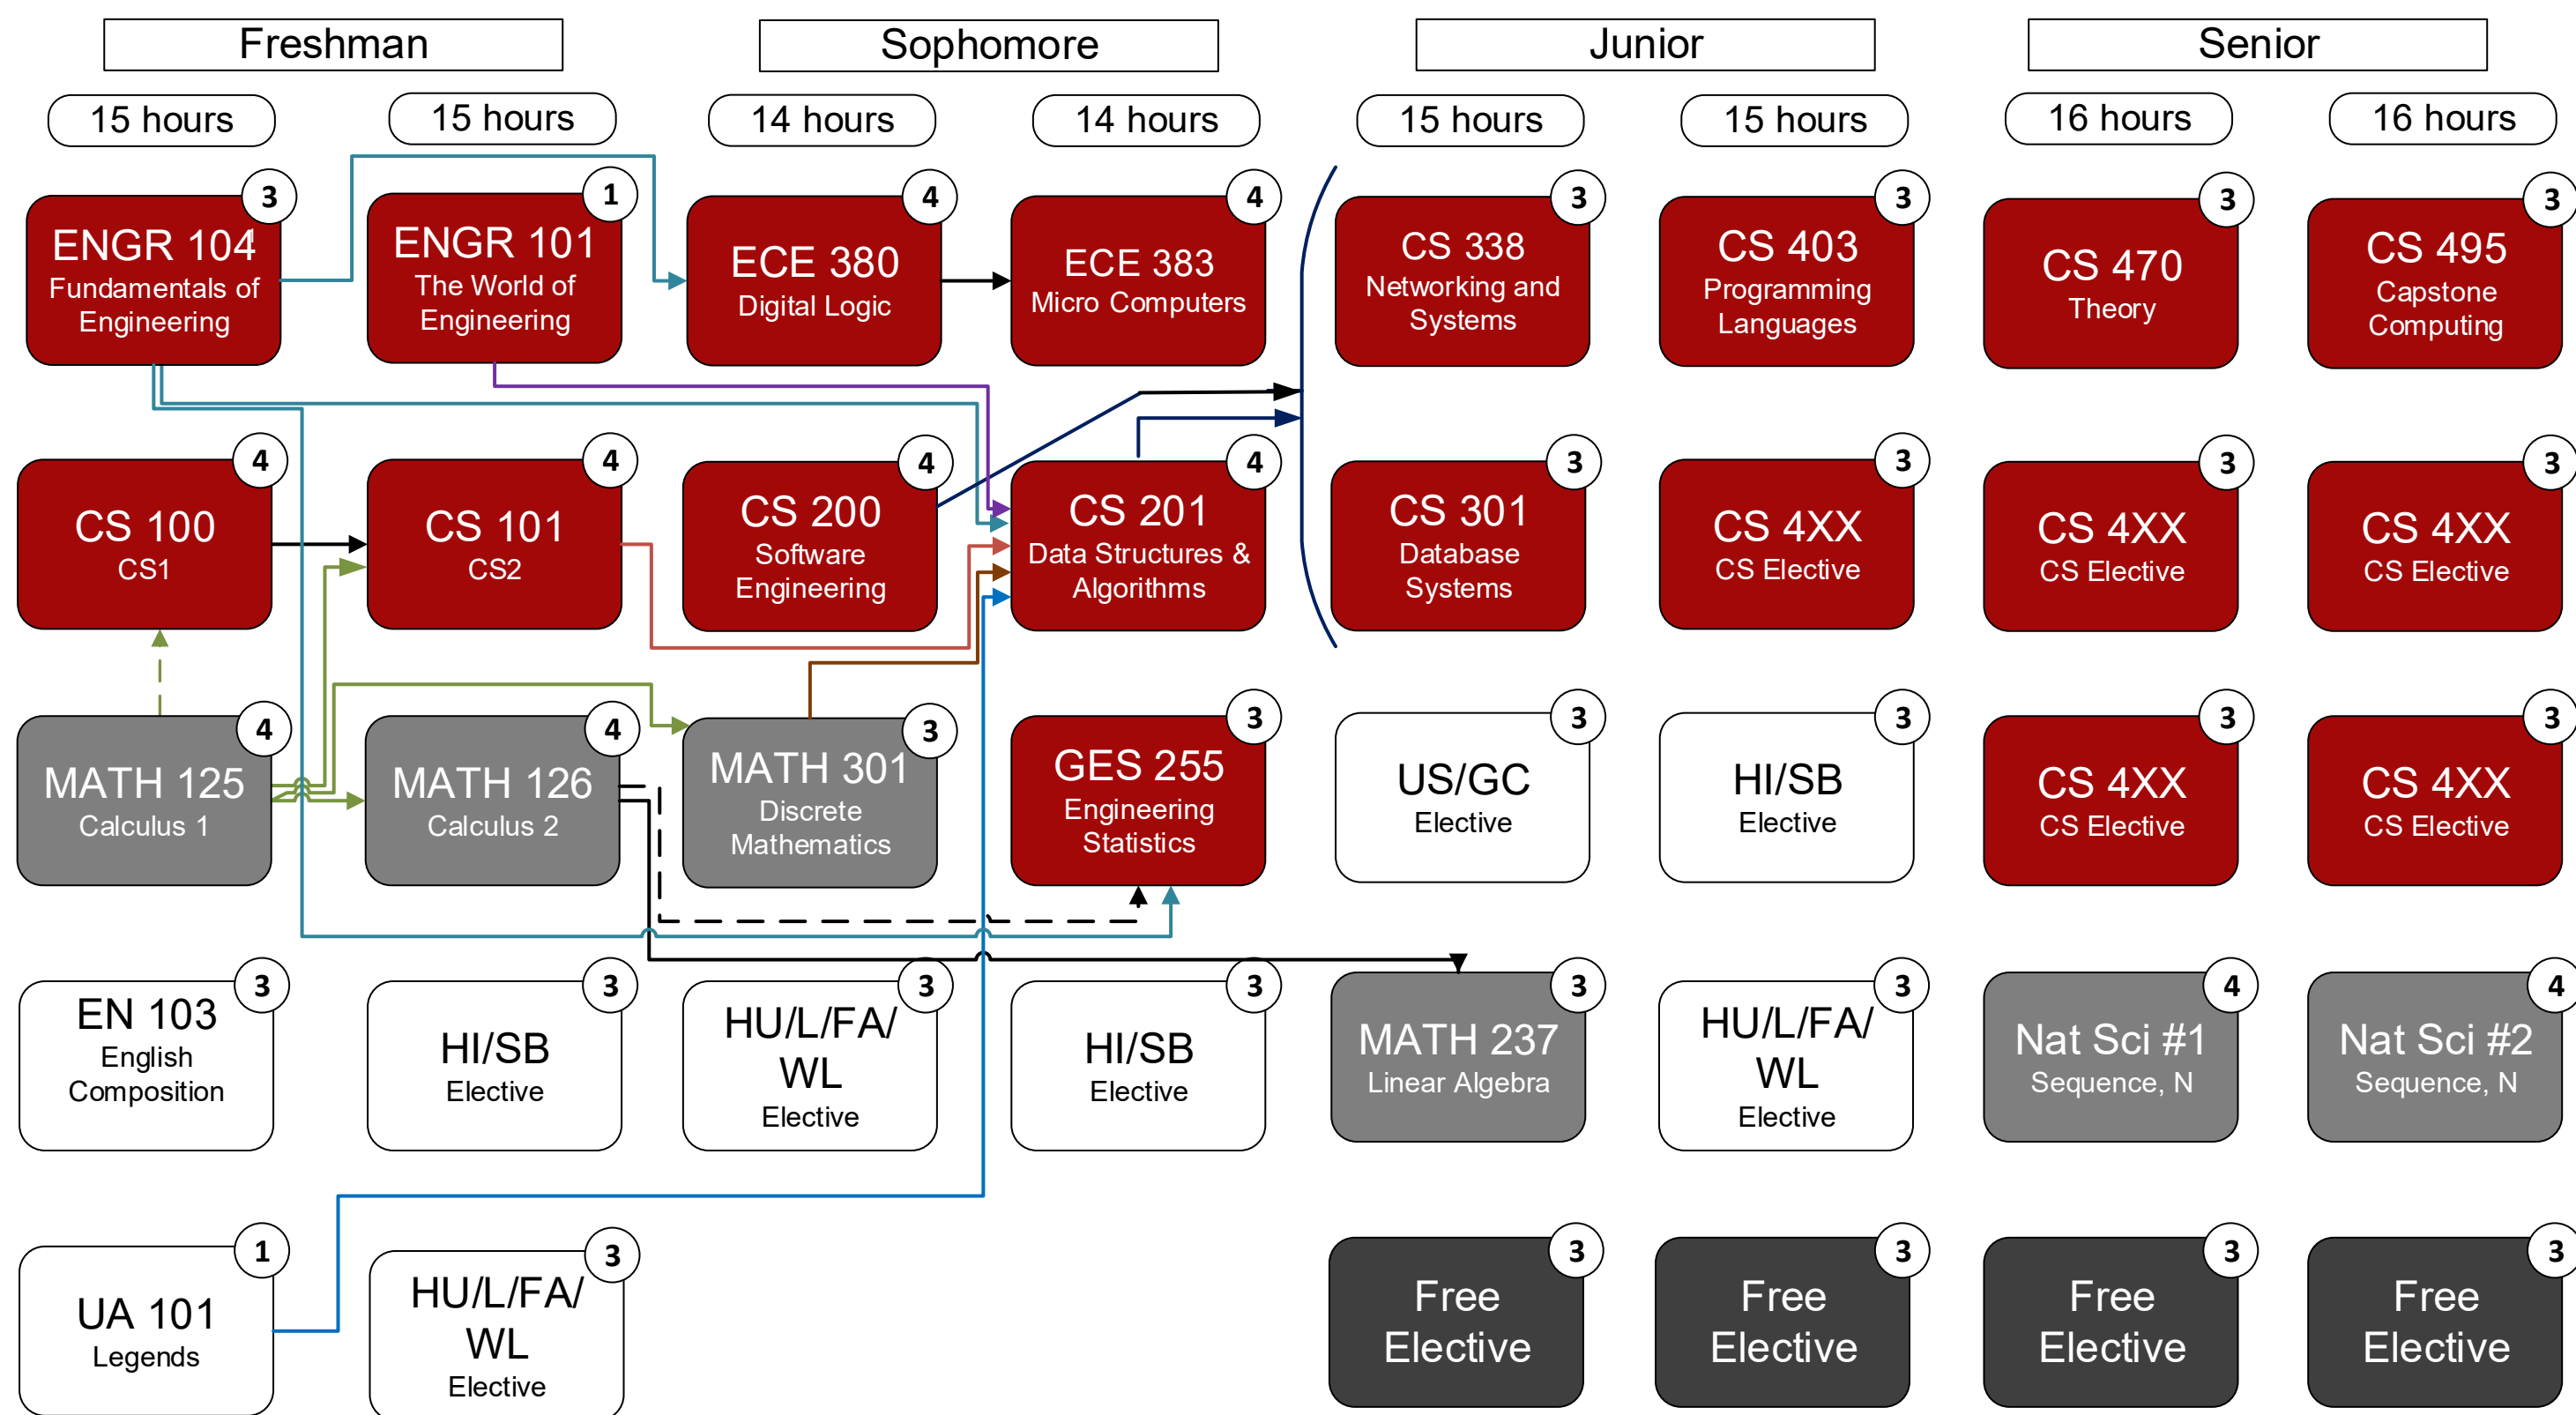 Freshman
Sophomore
Junior
Senior
15 hours
15 hours
14 hours
14 hours
15 hours
15 hours
16 hours
16 hours
3
ENGR 104
Fundamentals of
Engineering
1
ENGR 101
The World of
Engineering
4
ECE 380
Digital Logic
4
ECE 383
Micro Computers
3
CS 338
Networking and
Systems
3
CS 403
Programming
Languages
3
CS 470
Theory
3
CS 495
Capstone
Computing
4
CS 100
CS1
4
CS 101
CS2
4
CS 200
Software
Engineering
4
CS 201
Data Structures &
Algorithms
3
CS 301
Database
Systems
3
CS 4XX
CS Elective
3
CS 4XX
CS Elective
3
CS 4XX
CS Elective
4
MATH 125
Calculus 1
4
MATH 126
Calculus 2
3
MATH 301
Discrete
Mathematics
3
GES 255
Engineering
Statistics
3
US/GC
Elective
3
HI/SB
Elective
3
CS 4XX
CS Elective
3
CS 4XX
CS Elective
3
EN 103
English
Composition
3
HI/SB
Elective
3
HU/L/FA/
WL
Elective
3
HI/SB
Elective
3
MATH 237
Linear Algebra
3
HU/L/FA/
WL
Elective
4
Nat Sci #1
Sequence, N
4
Nat Sci #2
Sequence, N
1
UA 101
Legends
3
HU/L/FA/
WL
Elective
3
Free
Elective
3
Free
Elective
3
Free
Elective
3
Free
Elective